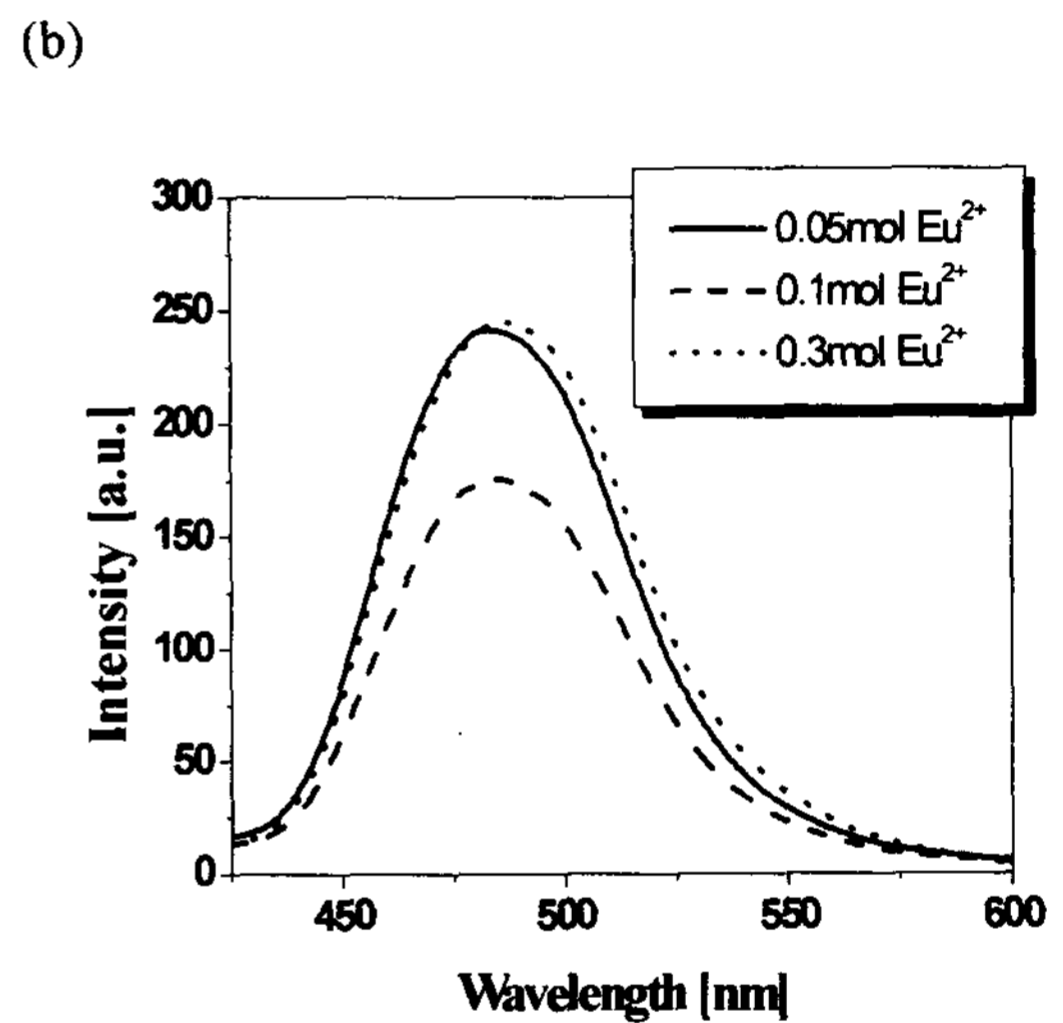 (b)
300
250
200
150
100
50
0
Intensity [a.u.]
0.05mol Eu²⁺
0.1mol Eu²⁺
0.3mol Eu²⁺
450 500 550 600
Wavelength [nm]